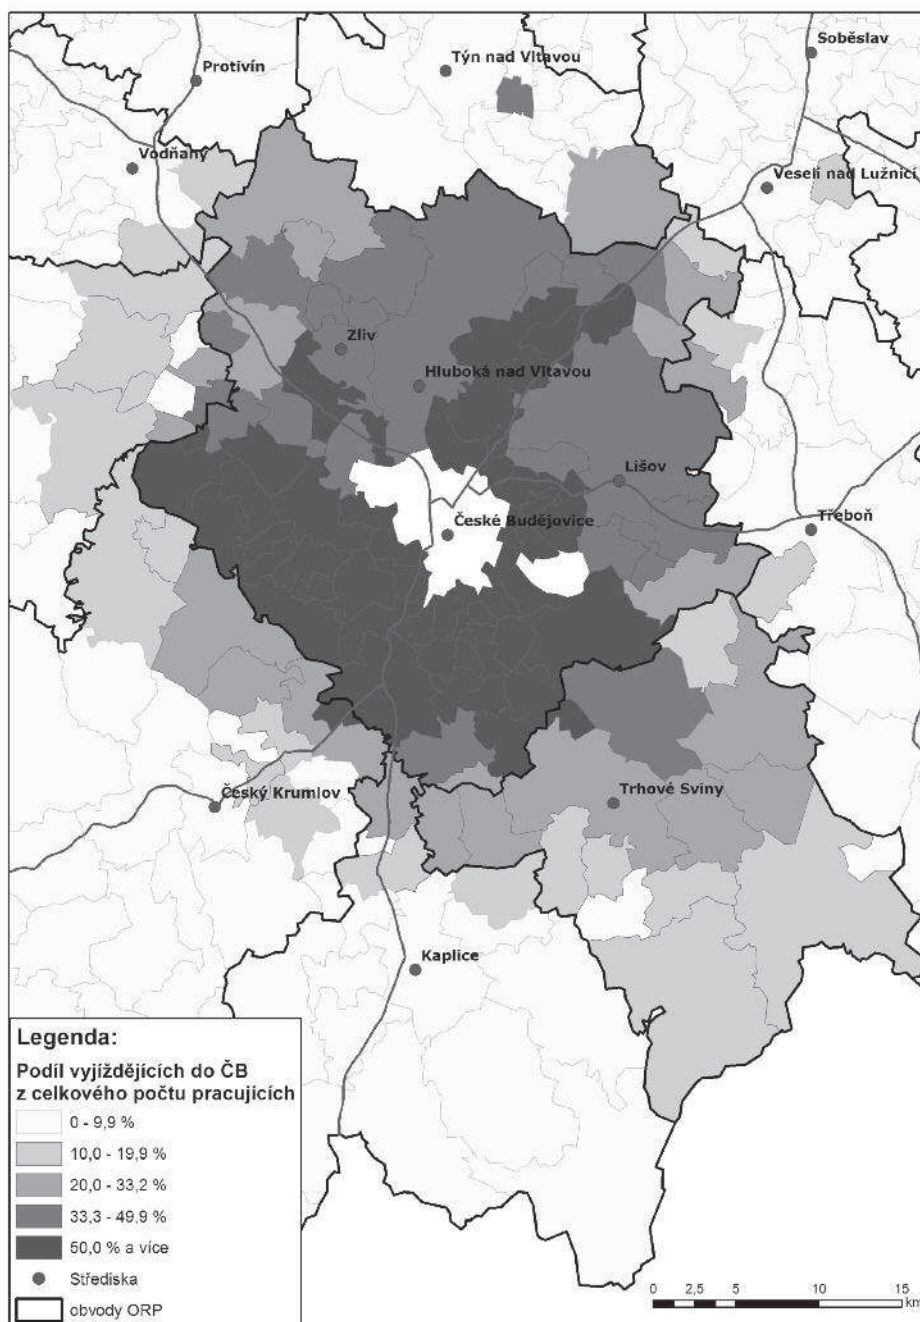 Soběslav
Týn nad Vltavou
Protivín
Vodňany
Veselí nad Lužnicí
Zliv
Hluboká nad Vltavou
Lišov
České Budějovice
Třeboň
Český Krumlov
Trhové Sviny
Kaplice
Legenda:
Podíl vyjíždějících do ČB
z celkového počtu pracujících
0 - 9,9 %
10,0 - 19,9 %
20,0 - 33,2 %
33,3 - 49,9 %
50,0 % a více
Střediska
obvody ORP
0 2,5 5 10 15
km